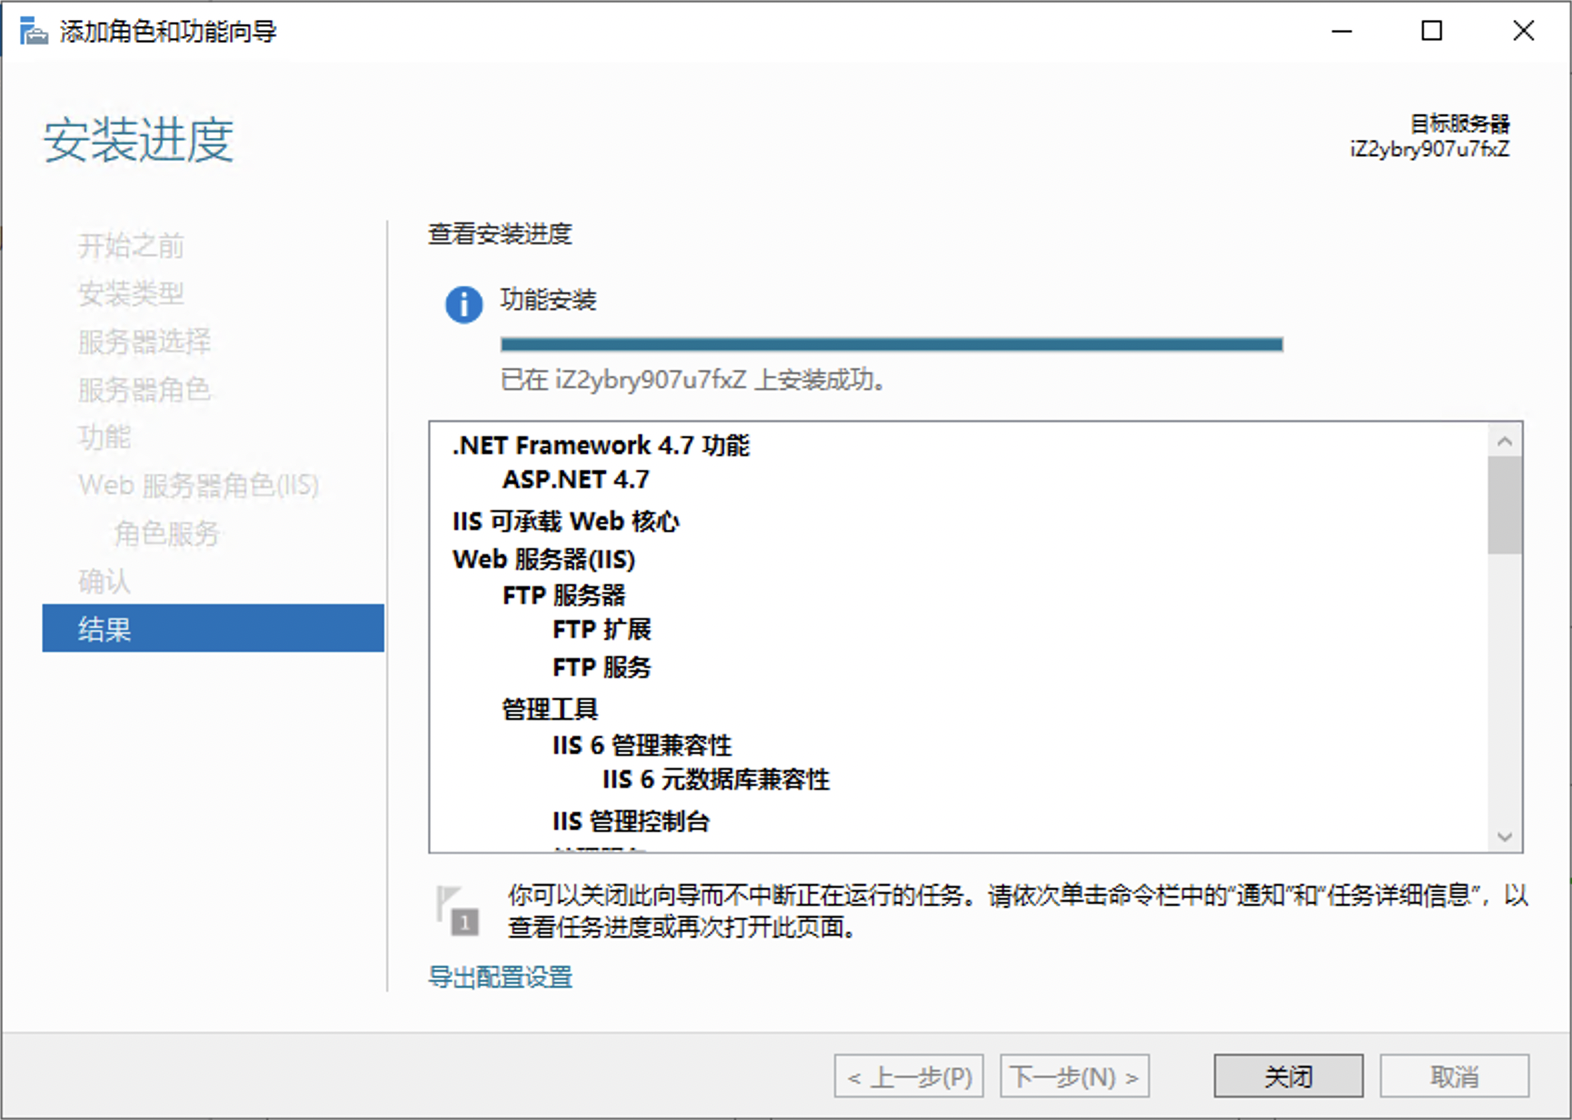 添加角色和功能向导
安装进度
目标服务器
iZ2ybry907u7fxZ
开始之前
安装类型
服务器选择
服务器角色
功能
Web 服务器角色(IIS)
角色服务
确认
结果
查看安装进度
功能安装
已在 iZ2ybry907u7fxZ 上安装成功。
.NET Framework 4.7 功能
ASP.NET 4.7
IIS 可承载 Web 核心
Web 服务器(IIS)
FTP 服务器
FTP 扩展
FTP 服务
管理工具
IIS 6 管理兼容性
IIS 6 元数据库兼容性
IIS 管理控制台
1
你可以关闭此向导而不中断正在运行的任务。请依次单击命令栏中的“通知”和“任务详细信息”，以
查看任务进度或再次打开此页面。
导出配置设置
< 上一步(P)
下一步(N) >
关闭
取消